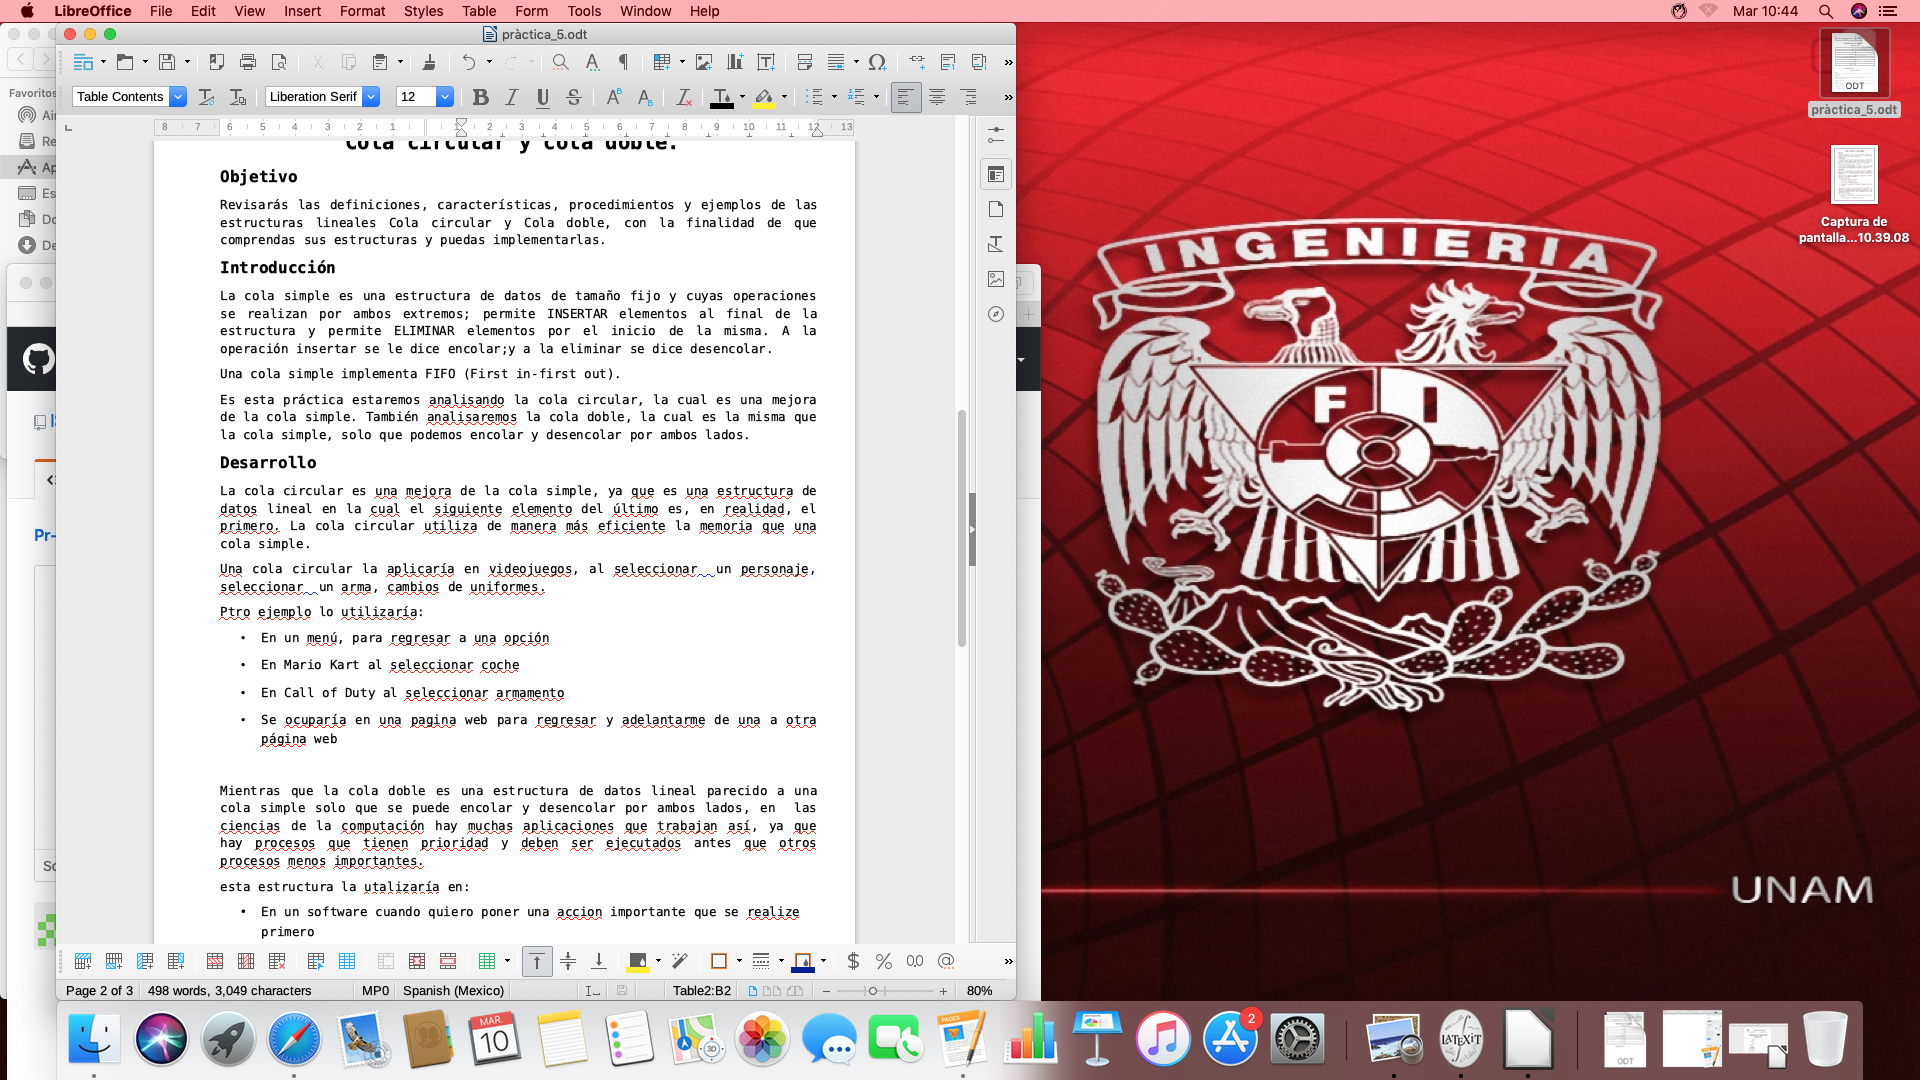 LibreOffice File Edit View Insert Format Styles Table Form Tools Window Help
Mar 10:44
pràctica_5.odt
Favoritos
Table Contents
Liberation Serif
12
8 7 6 5 4 3 2 1 1 2 3 4 5 6 7 8 9 10 11 12 13
Cola circular y cola doble.
Objetivo
Revisarás las definiciones, características, procedimientos y ejemplos de las
estructuras lineales Cola circular y Cola doble, con la finalidad de que
comprendas sus estructuras y puedas implementarlas.
Introducción
La cola simple es una estructura de datos de tamaño fijo y cuyas operaciones
se realizan por ambos extremos; permite INSERTAR elementos al final de la
estructura y permite ELIMINAR elementos por el inicio de la misma. A la
operación insertar se le dice encolar;y a la eliminar se dice desencolar.
Una cola simple implementa FIFO (First in-first out).
Es esta práctica estaremos analisando la cola circular, la cual es una mejora
de la cola simple. También analisaremos la cola doble, la cual es la misma que
la cola simple, solo que podemos encolar y desencolar por ambos lados.
Desarrollo
La cola circular es una mejora de la cola simple, ya que es una estructura de
datos lineal en la cual el siguiente elemento del último es, en realidad, el
primero. La cola circular utiliza de manera más eficiente la memoria que una
cola simple.
Una cola circular la aplicaría en videojuegos, al seleccionar  un personaje,
seleccionar  un arma, cambios de uniformes.
Ptro ejemplo lo utilizaría:
• En un menú, para regresar a una opción
• En Mario Kart al seleccionar coche
• En Call of Duty al seleccionar armamento
• Se ocuparía en una pagina web para regresar y adelantarme de una a otra
página web
Mientras que la cola doble es una estructura de datos lineal parecido a una
cola simple solo que se puede encolar y desencolar por ambos lados, en  las
ciencias de la computación hay muchas aplicaciones que trabajan así, ya que
hay procesos que tienen prioridad y deben ser ejecutados antes que otros
procesos menos importantes.
esta estructura la utalizaría en:
• En un software cuando quiero poner una accion importante que se realize
primero
Page 2 of 3
498 words, 3,049 characters
MP0
Spanish (Mexico)
Table2:B2
80%
ODT
pràctica_5.odt
Captura de
pantalla...10.39.08
INGENIERIA
F I
UNAM
MAR.
10
PAGES
3D
2
LATEXiT
ODT